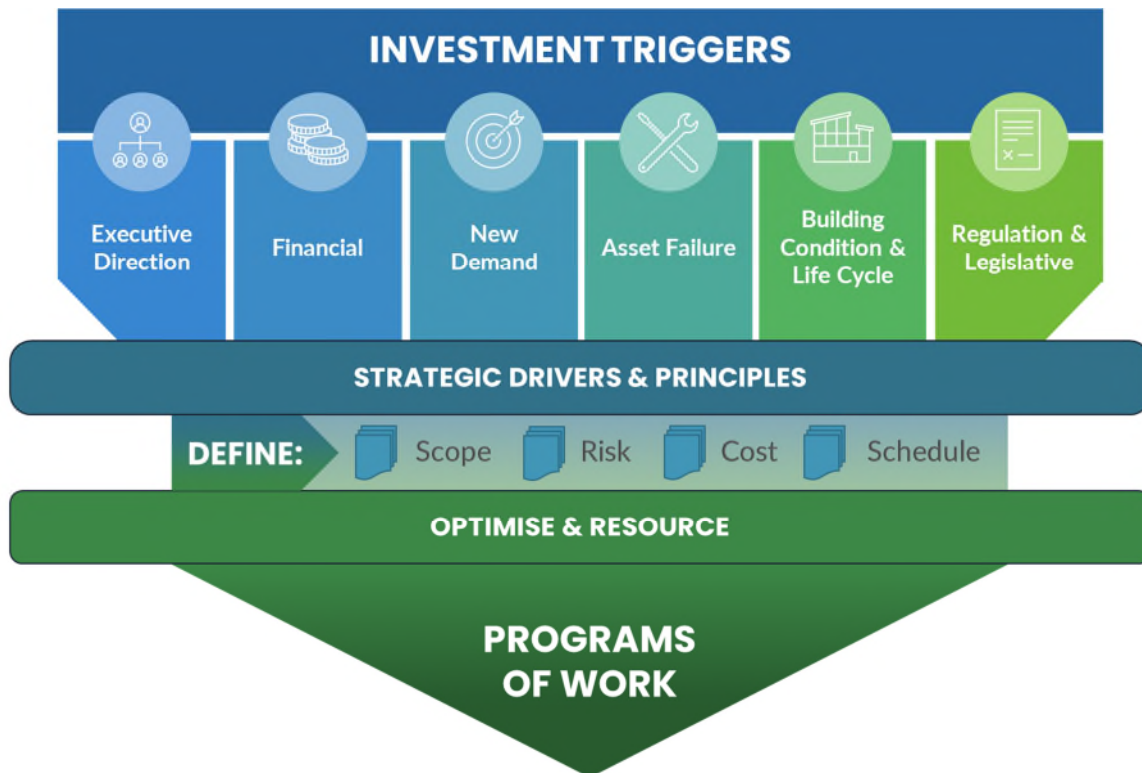 INVESTMENT TRIGGERS
Executive
Direction
Financial
New
Demand
Asset Failure
Building
Condition &
Life Cycle
Regulation &
Legislative
STRATEGIC DRIVERS & PRINCIPLES
DEFINE: Scope Risk Cost Schedule
OPTIMISE & RESOURCE
PROGRAMS
OF WORK